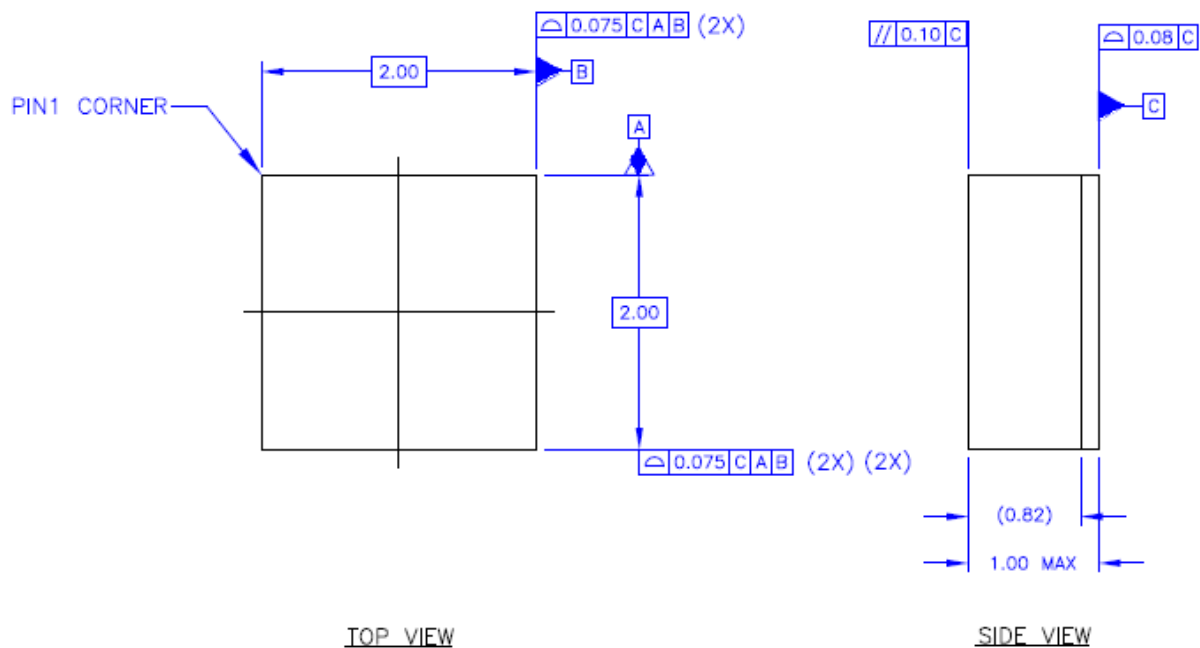 ⌓ 0.075 C A B (2X)
// 0.10 C
⌓ 0.08 C
2.00
B
PIN1 CORNER
C
A
2.00
⌓ 0.075 C A B (2X) (2X)
(0.82)
1.00 MAX
TOP VIEW
SIDE VIEW